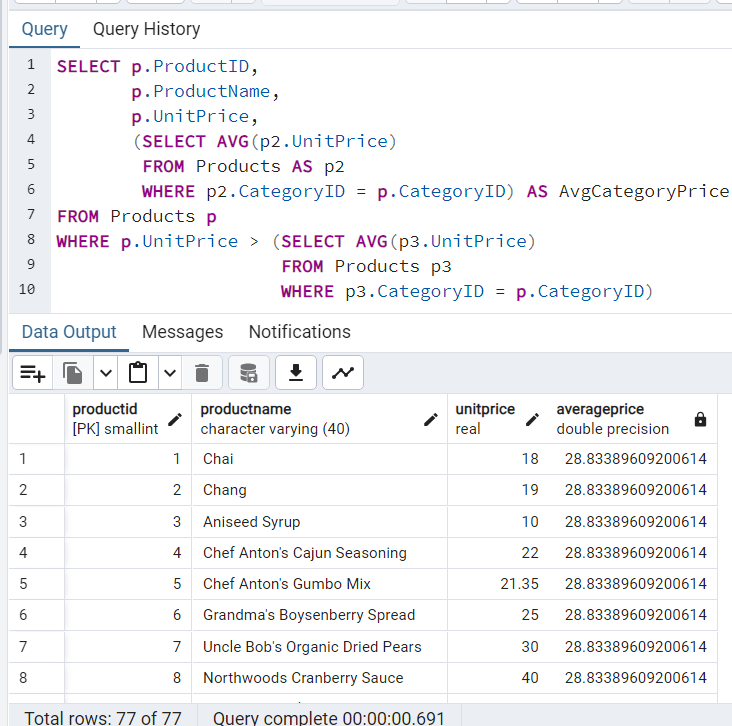 Query Query History
1 SELECT p.ProductID,
2 p.ProductName,
3 p.UnitPrice,
4 (SELECT AVG(p2.UnitPrice)
5 FROM Products AS p2
6 WHERE p2.CategoryID = p.CategoryID) AS AvgCategoryPrice
7 FROM Products p
8 WHERE p.UnitPrice > (SELECT AVG(p3.UnitPrice)
9 FROM Products p3
10 WHERE p3.CategoryID = p.CategoryID)
Data Output Messages Notifications
productid productname unitprice averageprice
[PK] smallint character varying (40) real double precision
1 1 Chai 18 28.83389609200614
2 2 Chang 19 28.83389609200614
3 3 Aniseed Syrup 10 28.83389609200614
4 4 Chef Anton's Cajun Seasoning 22 28.83389609200614
5 5 Chef Anton's Gumbo Mix 21.35 28.83389609200614
6 6 Grandma's Boysenberry Spread 25 28.83389609200614
7 7 Uncle Bob's Organic Dried Pears 30 28.83389609200614
8 8 Northwoods Cranberry Sauce 40 28.83389609200614
Total rows: 77 of 77 Query complete 00:00:00.691